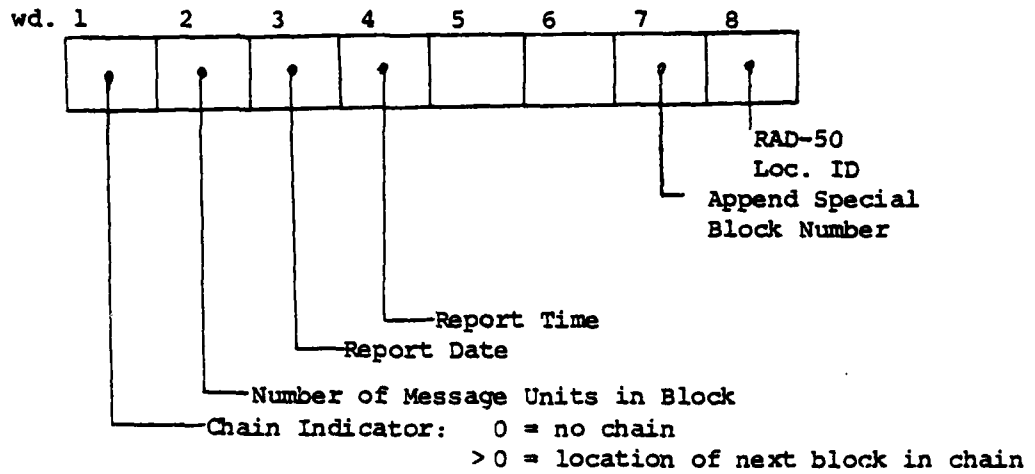 wd. 1 2 3 4 5 6 7 8
RAD-50
Loc. ID
Append Special
Block Number
Report Time
Report Date
Number of Message Units in Block
Chain Indicator: 0 = no chain
>0 = location of next block in chain